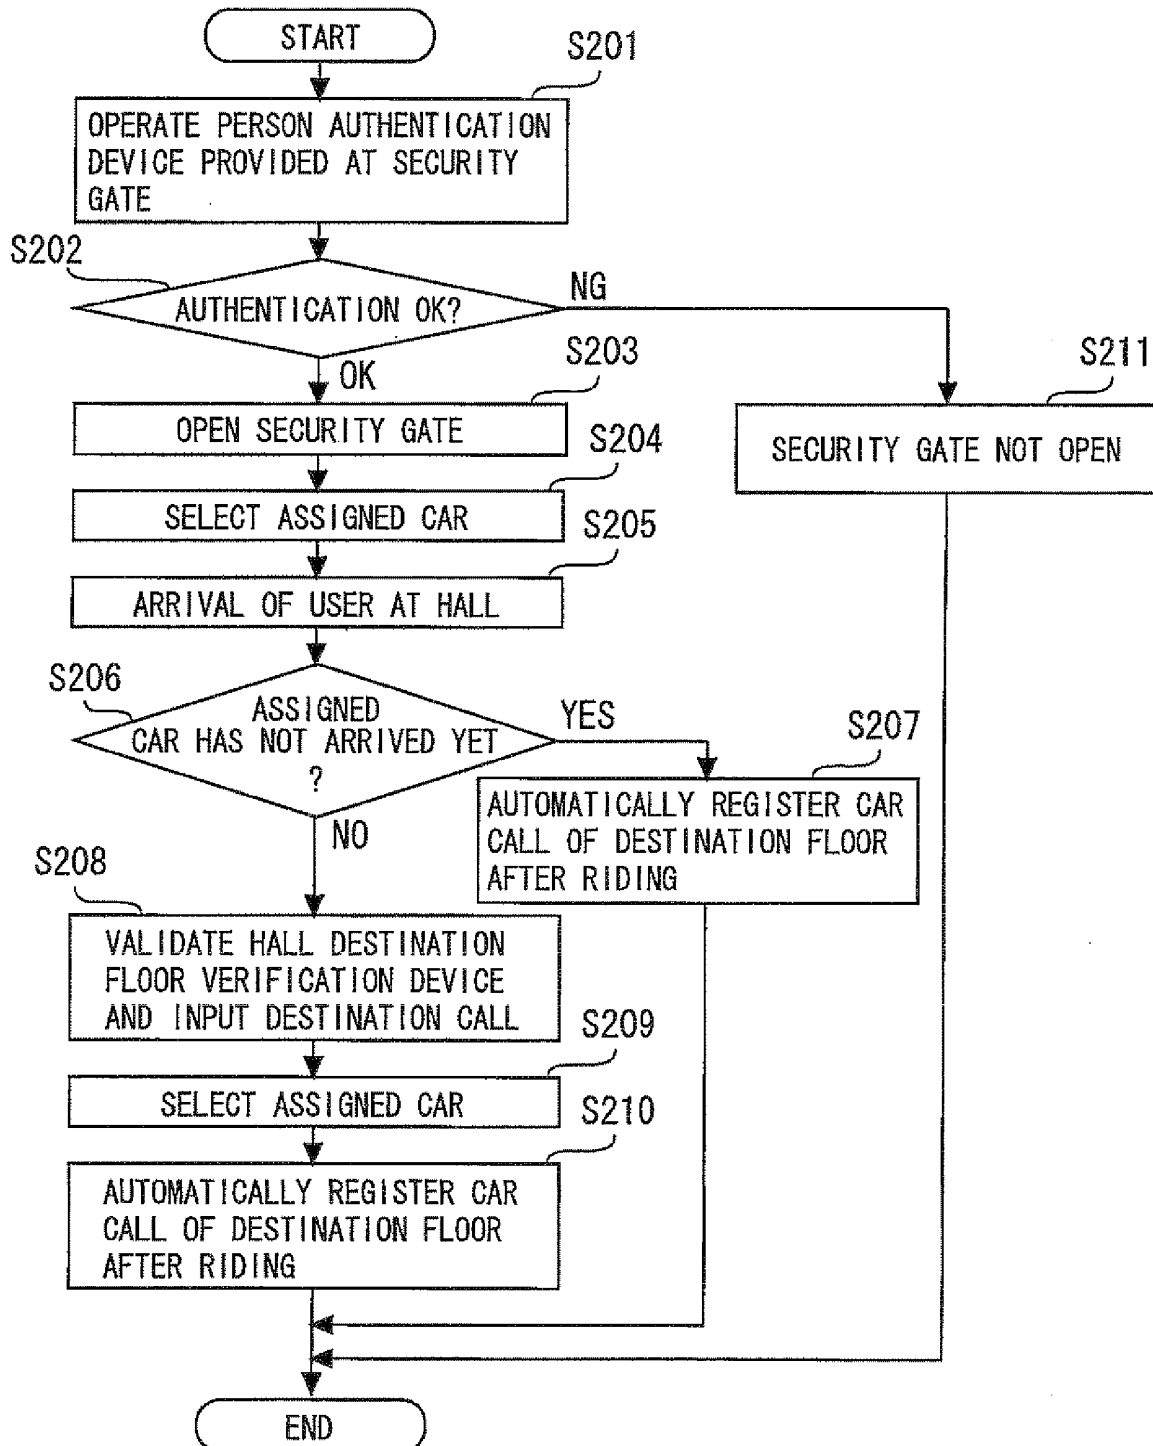 START
S201
OPERATE PERSON AUTHENTICATION
DEVICE PROVIDED AT SECURITY
GATE
S202
AUTHENTICATION OK?
NG
OK
S203
OPEN SECURITY GATE
S211
SECURITY GATE NOT OPEN
S204
SELECT ASSIGNED CAR
S205
ARRIVAL OF USER AT HALL
S206
ASSIGNED
CAR HAS NOT ARRIVED YET
?
YES
NO
S207
AUTOMATICALLY REGISTER CAR
CALL OF DESTINATION FLOOR
AFTER RIDING
S208
VALIDATE HALL DESTINATION
FLOOR VERIFICATION DEVICE
AND INPUT DESTINATION CALL
S209
SELECT ASSIGNED CAR
S210
AUTOMATICALLY REGISTER CAR
CALL OF DESTINATION FLOOR
AFTER RIDING
END